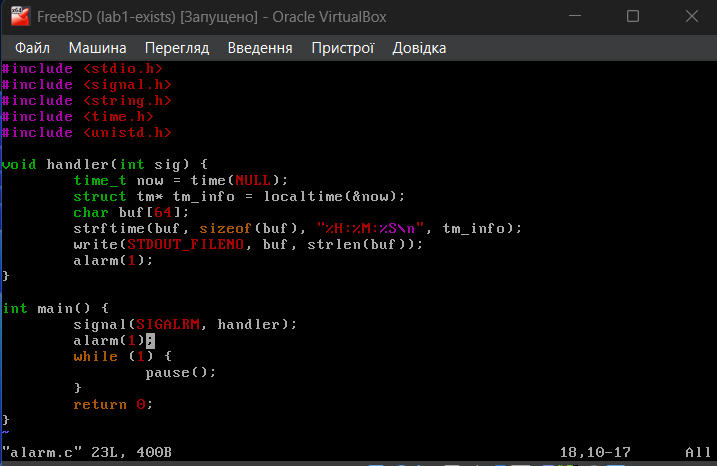 FreeBSD (lab1-exists) [Запущено] - Oracle VirtualBox
Файл Машина Перегляд Введення Пристрої Довідка
#include <stdio.h>
#include <signal.h>
#include <string.h>
#include <time.h>
#include <unistd.h>

void handler(int sig) {
        time_t now = time(NULL);
        struct tm* tm_info = localtime(&now);
        char buf[64];
        strftime(buf, sizeof(buf), "%H:%M:%S\n", tm_info);
        write(STDOUT_FILENO, buf, strlen(buf));
        alarm(1);
}

int main() {
        signal(SIGALRM, handler);
        alarm(1);
        while (1) {
                pause();
        }
        return 0;
}
~
"alarm.c" 23L, 400B 18,10-17 All